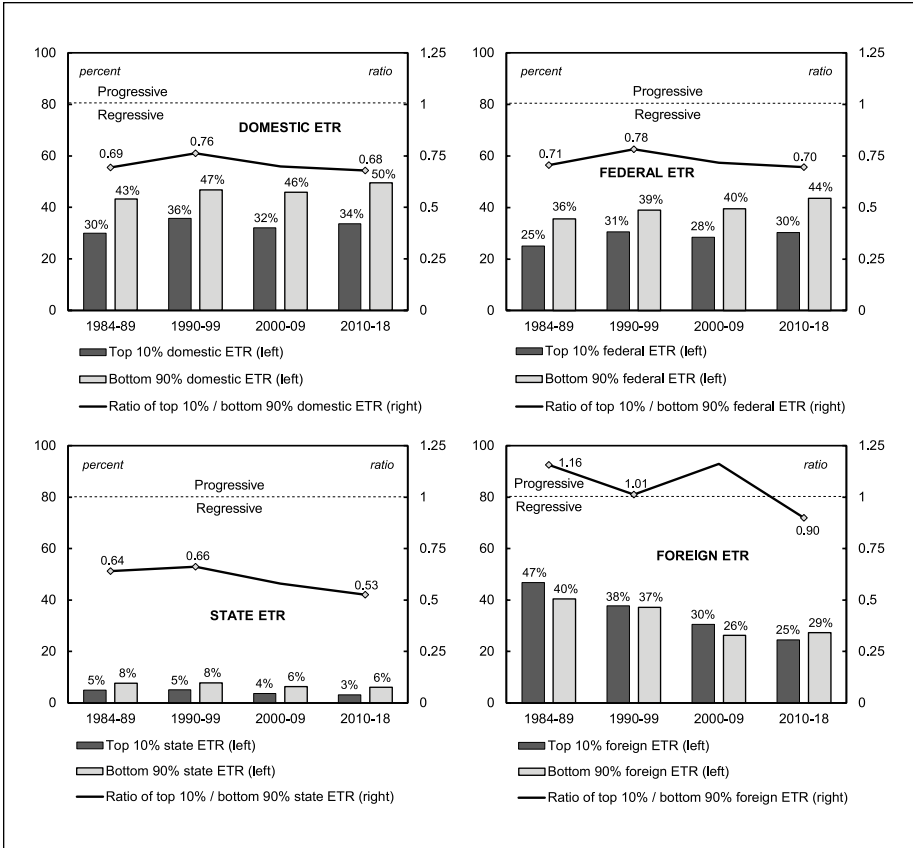 100 1.25 100 1.25
percent ratio percent ratio
Progressive Progressive
80 1 80 1
Regressive Regressive
DOMESTIC ETR
0.69 0.76 0.68 0.71 0.78 0.70
60 0.75 60 0.75
FEDERAL ETR
43% 47% 46% 50% 36% 39% 40% 44%
40 0.5 40 0.5
30% 36% 32% 34% 25% 31% 28% 30%
20 0.25 20 0.25
0 0 0 0
1984-89 1990-99 2000-09 2010-18 1984-89 1990-99 2000-09 2010-18
Top 10% domestic ETR (left) Top 10% federal ETR (left)
Bottom 90% domestic ETR (left) Bottom 90% federal ETR (left)
Ratio of top 10% / bottom 90% domestic ETR (right) Ratio of top 10% / bottom 90% federal ETR (right)
100 1.25 100 1.25
percent ratio percent ratio
1.16 1.01
Progressive Progressive
80 1 80 1
Regressive Regressive
0.90
0.64 0.66 0.53
60 0.75 60 0.75
FOREIGN ETR
47% 40% 38% 37% 30% 26% 25% 29%
40 0.5 40 0.5
STATE ETR
20 0.25 20 0.25
5% 8% 5% 8% 4% 6% 3% 6%
0 0 0 0
1984-89 1990-99 2000-09 2010-18 1984-89 1990-99 2000-09 2010-18
Top 10% state ETR (left) Top 10% foreign ETR (left)
Bottom 90% state ETR (left) Bottom 90% foreign ETR (left)
Ratio of top 10% / bottom 90% state ETR (right) Ratio of top 10% / bottom 90% foreign ETR (right)